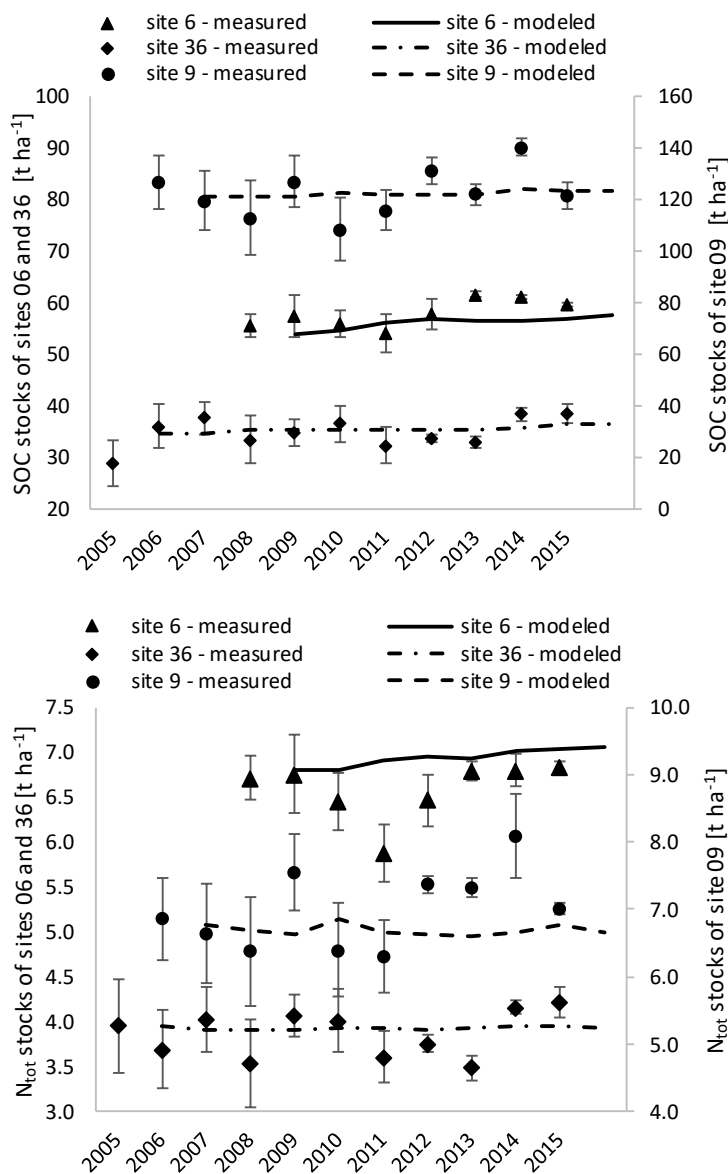 site 6 - measured site 6 - modeled
site 36 - measured site 36 - modeled
site 9 - measured site 9 - modeled
SOC stocks of sites 06 and 36 [t ha⁻¹]
100
90
80
70
60
50
40
30
20
160
140
120
100
80
60
40
20
0
SOC stocks of site 09 [t ha⁻¹]
2005 2006 2007 2008 2009 2010 2011 2012 2013 2014 2015
site 6 - measured site 6 - modeled
site 36 - measured site 36 - modeled
site 9 - measured site 9 - modeled
N_tot stocks of sites 06 and 36 [t ha⁻¹]
7.5
7.0
6.5
6.0
5.5
5.0
4.5
4.0
3.5
3.0
10.0
9.0
8.0
7.0
6.0
5.0
4.0
N_tot stocks of site 09 [t ha⁻¹]
2005 2006 2007 2008 2009 2010 2011 2012 2013 2014 2015